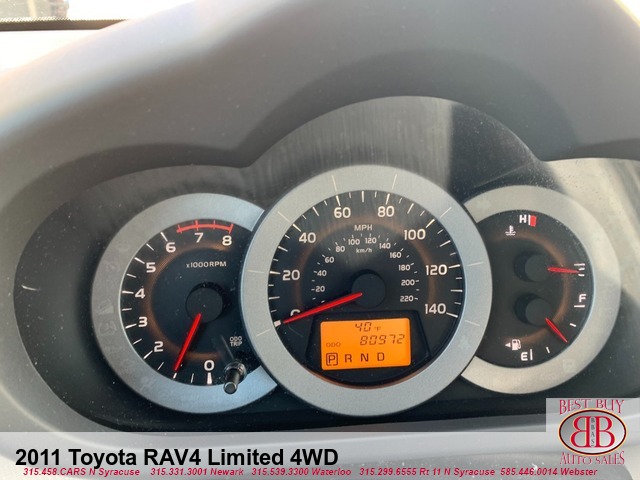 0 1 2 3 4 5 6 7 8
x1000RPM
ODO
TRIP
0 20 40 60 80 100 120 140
MPH
20 40 60 80 100 120 140 160 180 200 220
km/h
40°F
ODO 80972
P R N D
H
C
F
E
BEST BUY
BB
AUTO SALES
2011 Toyota RAV4 Limited 4WD
315.458.CARS N Syracuse 315.331.3001 Newark 315.539.3300 Waterloo 315.299.6555 Rt 11 N Syracuse 585.446.0014 Webster